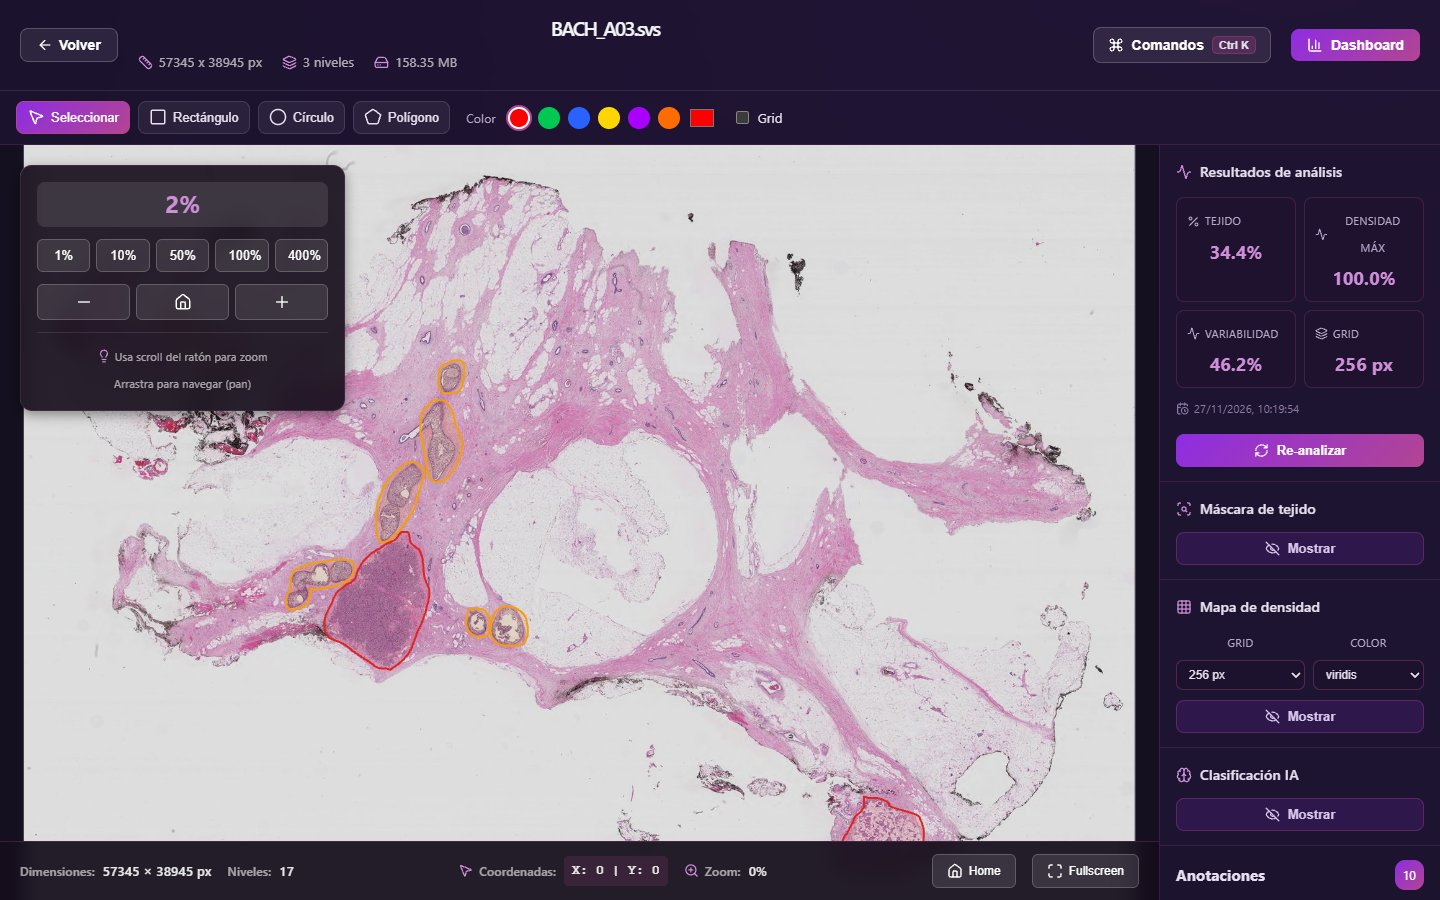 Volver
BACH_A03.svs
57345 x 38945 px
3 niveles
158.35 MB
Comandos Ctrl K
Dashboard
Seleccionar
Rectángulo
Círculo
Polígono
Color
Grid
2%
1%
10%
50%
100%
400%
Usa scroll del ratón para zoom
Arrastra para navegar (pan)
Resultados de análisis
TEJIDO
34.4%
DENSIDAD
MÁX
100.0%
VARIABILIDAD
46.2%
GRID
256 px
27/11/2026, 10:19:54
Re-analizar
Máscara de tejido
Mostrar
Mapa de densidad
GRID
COLOR
256 px
viridis
Mostrar
Clasificación IA
Mostrar
Anotaciones
10
Dimensiones: 57345 × 38945 px
Niveles: 17
Coordenadas: X: 0 | Y: 0
Zoom: 0%
Home
Fullscreen